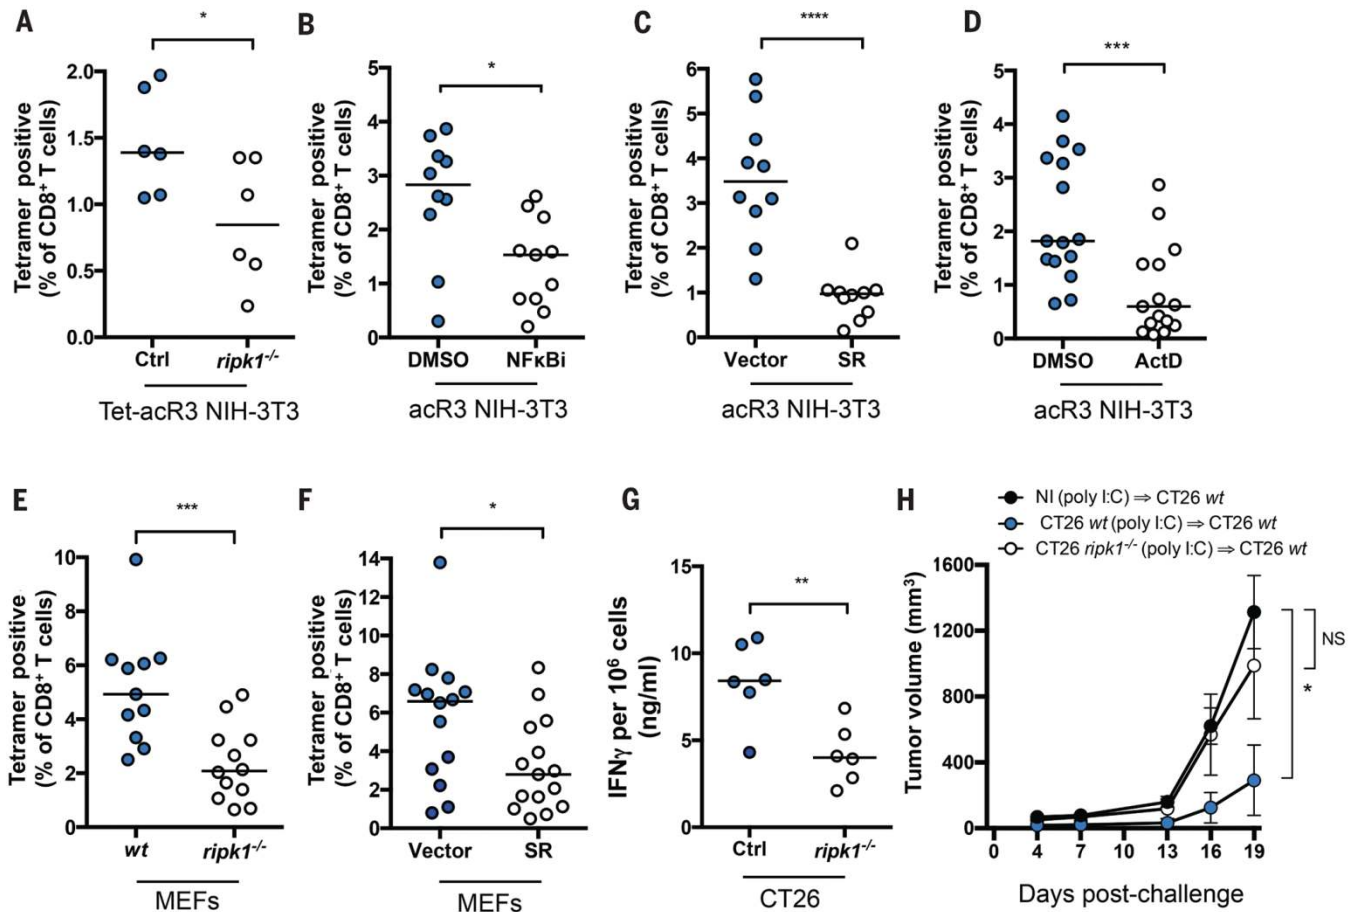 A
*
Tetramer positive
(% of CD8⁺ T cells)
2.0
1.5
1.0
0.5
0.0
Ctrl
ripk1⁻/⁻
Tet-acR3 NIH-3T3
B
*
Tetramer positive
(% of CD8⁺ T cells)
5
4
3
2
1
0
DMSO
NFκBi
acR3 NIH-3T3
C
****
Tetramer positive
(% of CD8⁺ T cells)
6
5
4
3
2
1
0
Vector
SR
acR3 NIH-3T3
D
***
Tetramer positive
(% of CD8⁺ T cells)
5
4
3
2
1
0
DMSO
ActD
acR3 NIH-3T3
E
***
Tetramer positive
(% of CD8⁺ T cells)
10
8
6
4
2
0
wt
ripk1⁻/⁻
MEFs
F
*
Tetramer positive
(% of CD8⁺ T cells)
14
12
10
8
6
4
2
0
Vector
SR
MEFs
G
**
IFNγ per 10⁶ cells
(ng/ml)
15
10
5
0
Ctrl
ripk1⁻/⁻
CT26
H
NI (poly I:C) ⇒ CT26 wt
CT26 wt (poly I:C) ⇒ CT26 wt
CT26 ripk1⁻/⁻ (poly I:C) ⇒ CT26 wt
Tumor volume (mm³)
1600
1200
800
400
0
0 4 7 10 13 16 19
Days post-challenge
NS
*